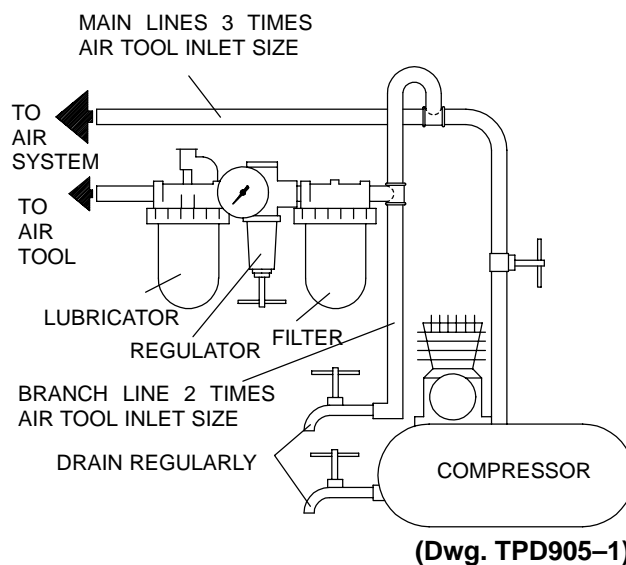 MAIN LINES 3 TIMES
AIR TOOL INLET SIZE
TO
AIR
SYSTEM
TO
AIR
TOOL
LUBRICATOR
REGULATOR
FILTER
BRANCH LINE 2 TIMES
AIR TOOL INLET SIZE
DRAIN REGULARLY
COMPRESSOR
(Dwg. TPD905–1)